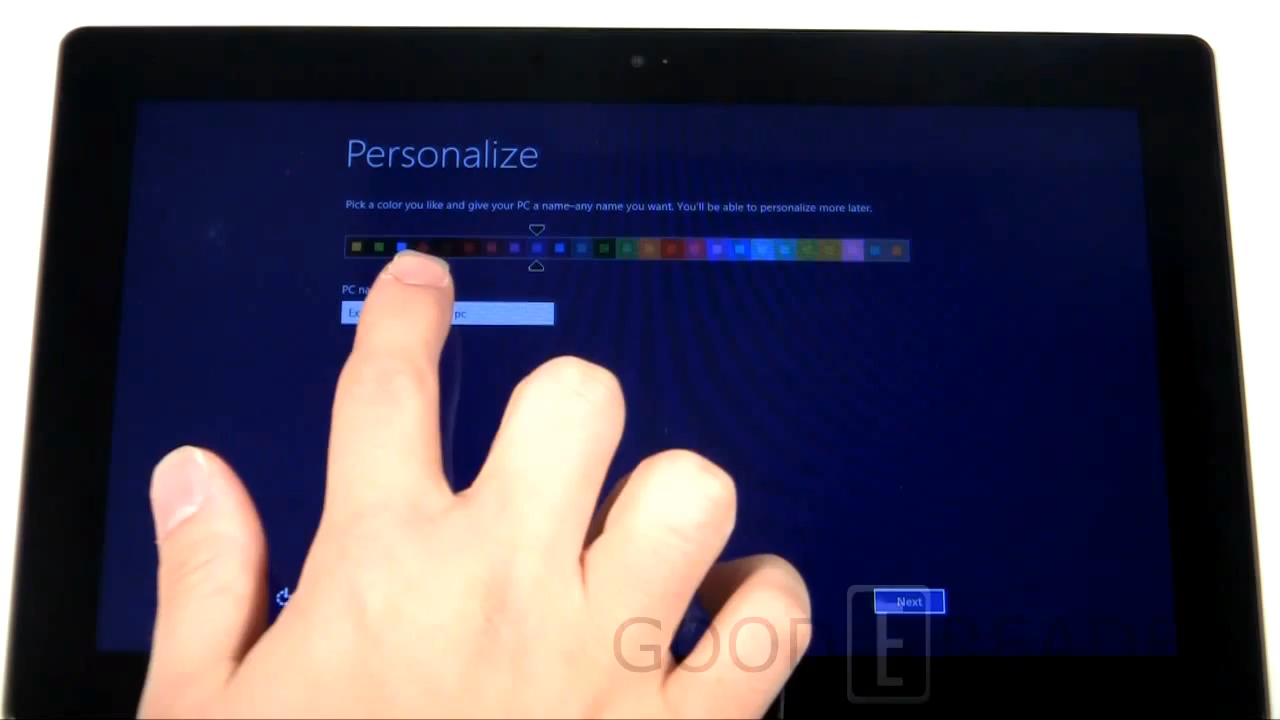 Personalize
Pick a color you like and give your PC a name–any name you want. You'll be able to personalize more later.
PC
pc
Next
GOOD E READER